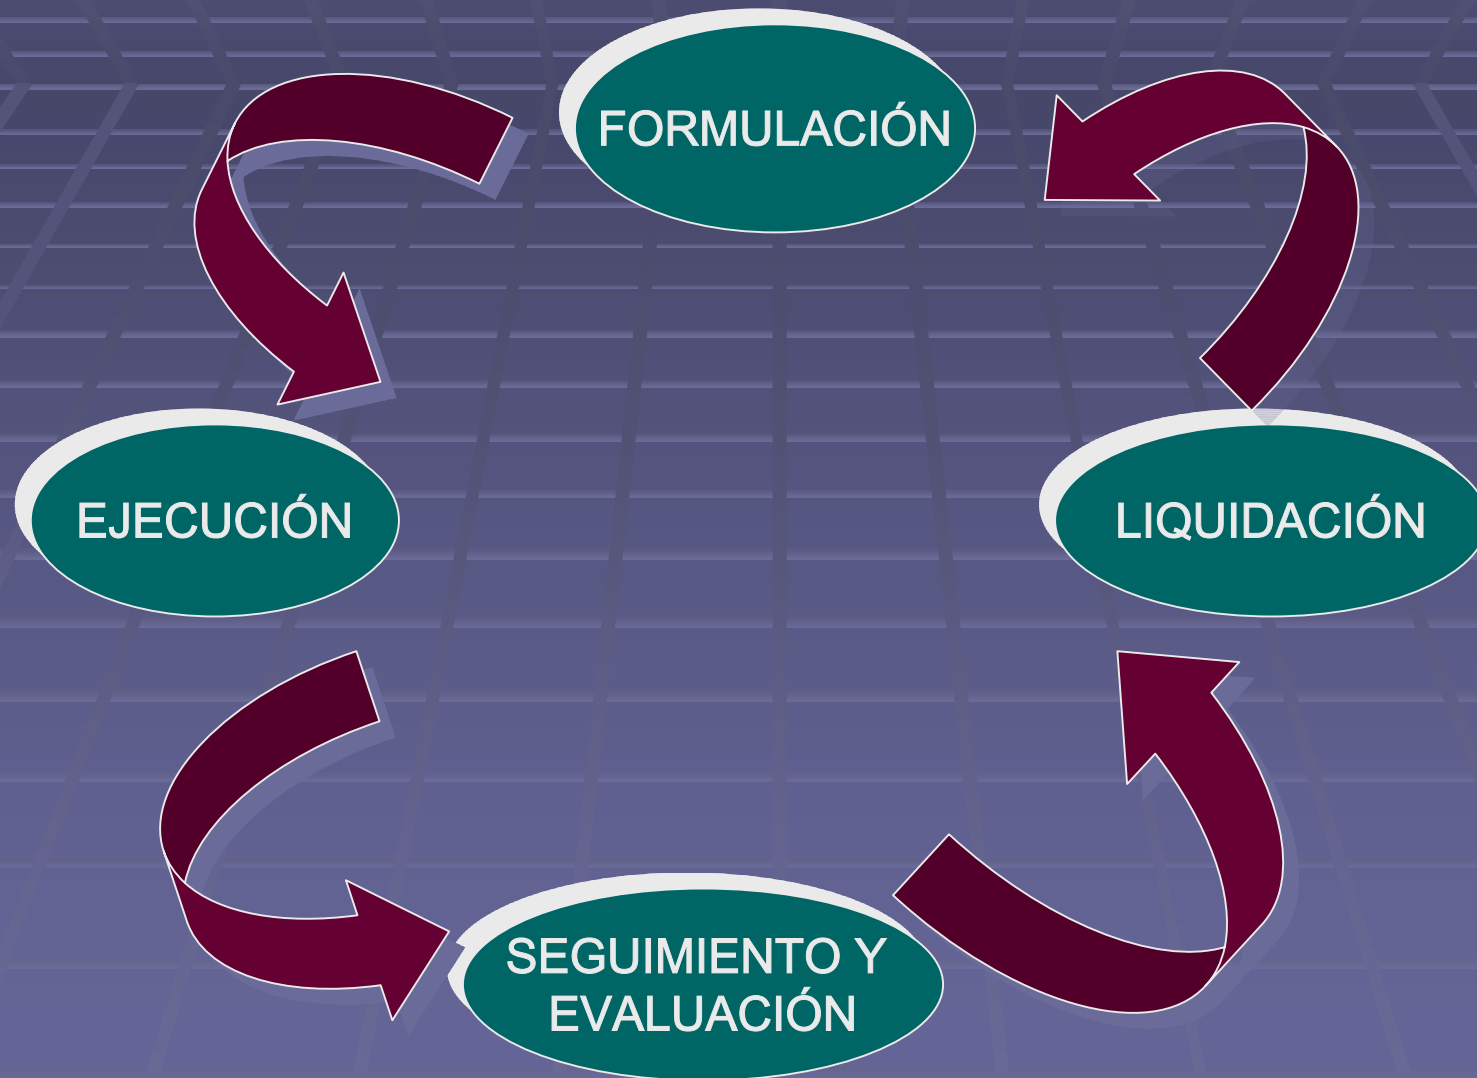 FORMULACIÓN
EJECUCIÓN
LIQUIDACIÓN
SEGUIMIENTO Y
EVALUACIÓN